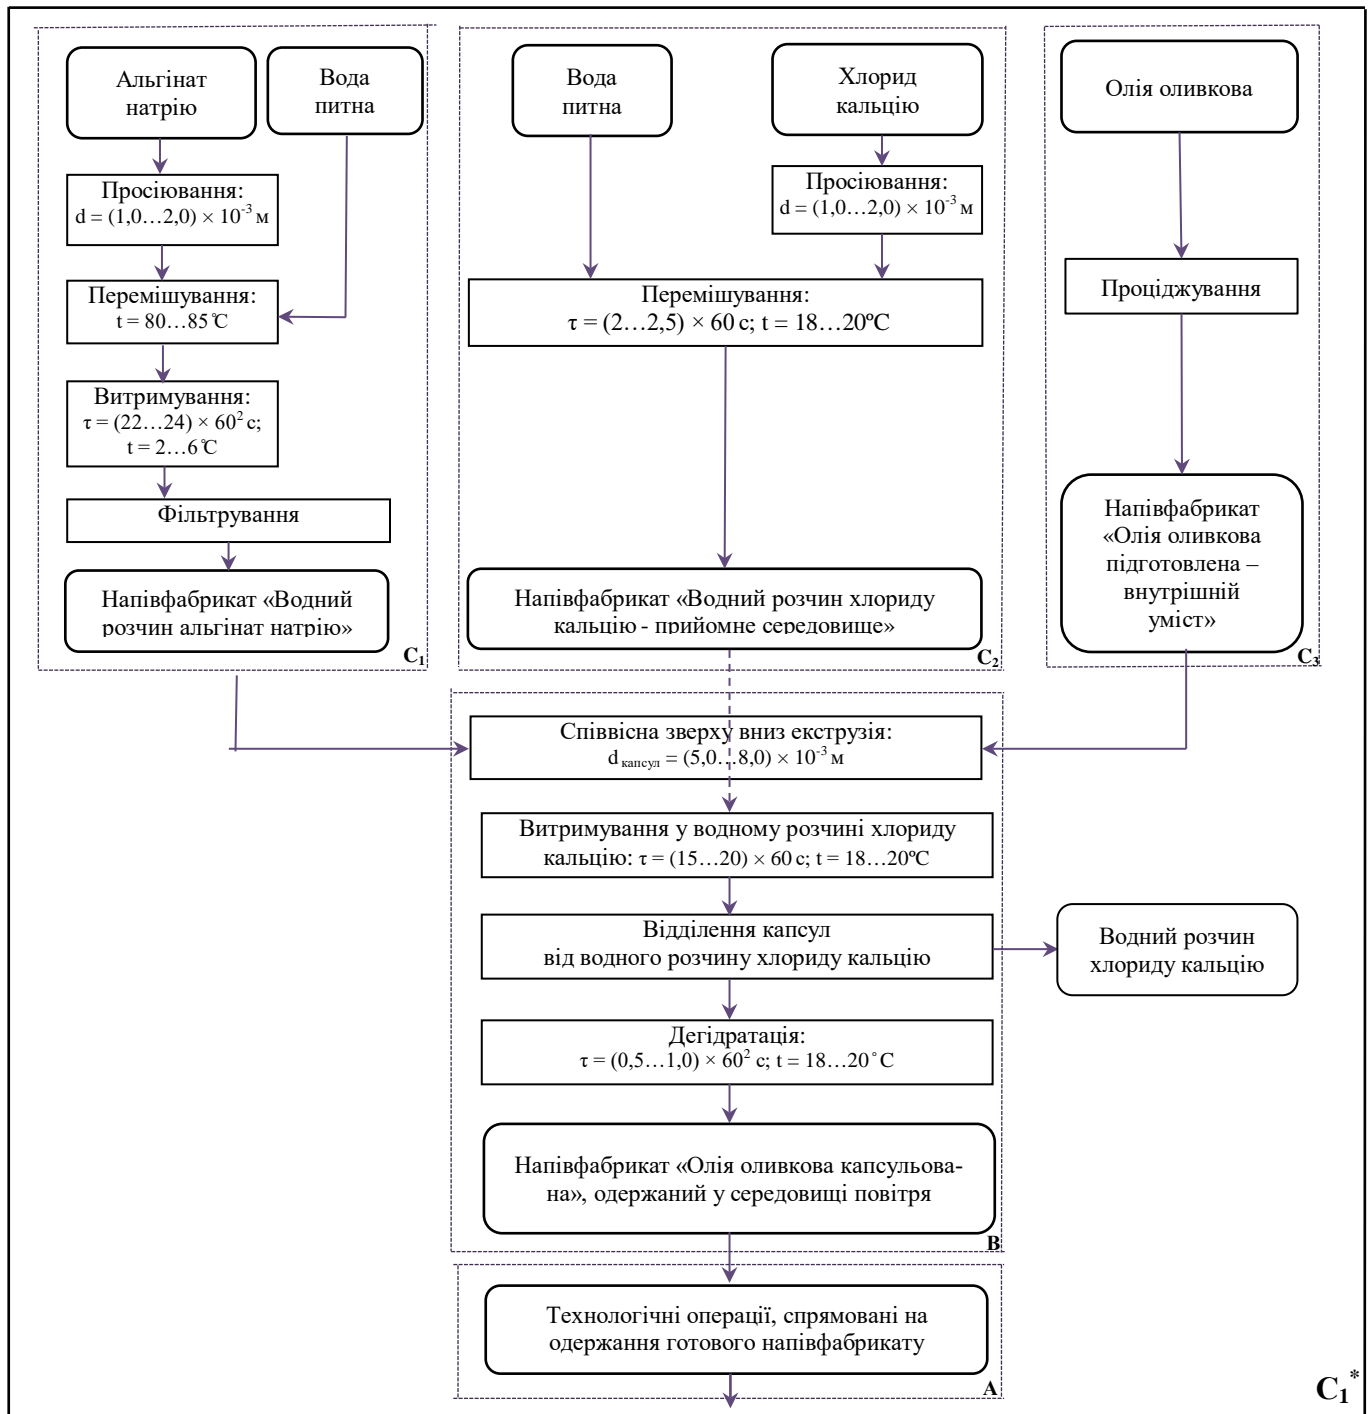 Альгінат
натрію
Вода
питна
Просіювання:
d = (1,0…2,0) × 10⁻³ м
Перемішування:
t = 80…85℃
Витримування:
τ = (22…24) × 60² с;
t = 2…6℃
Фільтрування
Напівфабрикат «Водний
розчин альгінат натрію»
C₁
Вода
питна
Хлорид
кальцію
Просіювання:
d = (1,0…2,0) × 10⁻³ м
Перемішування:
τ = (2…2,5) × 60 с; t = 18…20ºС
Напівфабрикат «Водний розчин хлориду
кальцію - прийомне середовище»
C₂
Олія оливкова
Проціджування
Напівфабрикат
«Олія оливкова
підготовлена –
внутрішній
уміст»
C₃
Співвісна зверху вниз екструзія:
d капсул = (5,0…8,0) × 10⁻³ м
Витримування у водному розчині хлориду
кальцію: τ = (15…20) × 60 с; t = 18…20ºС
Відділення капсул
від водного розчину хлориду кальцію
Водний розчин
хлориду кальцію
Дегідратація:
τ = (0,5…1,0) × 60² с; t = 18…20˚С
Напівфабрикат «Олія оливкова капсульова-
на», одержаний у середовищі повітря
B
Технологічні операції, спрямовані на
одержання готового напівфабрикату
A
C₁*